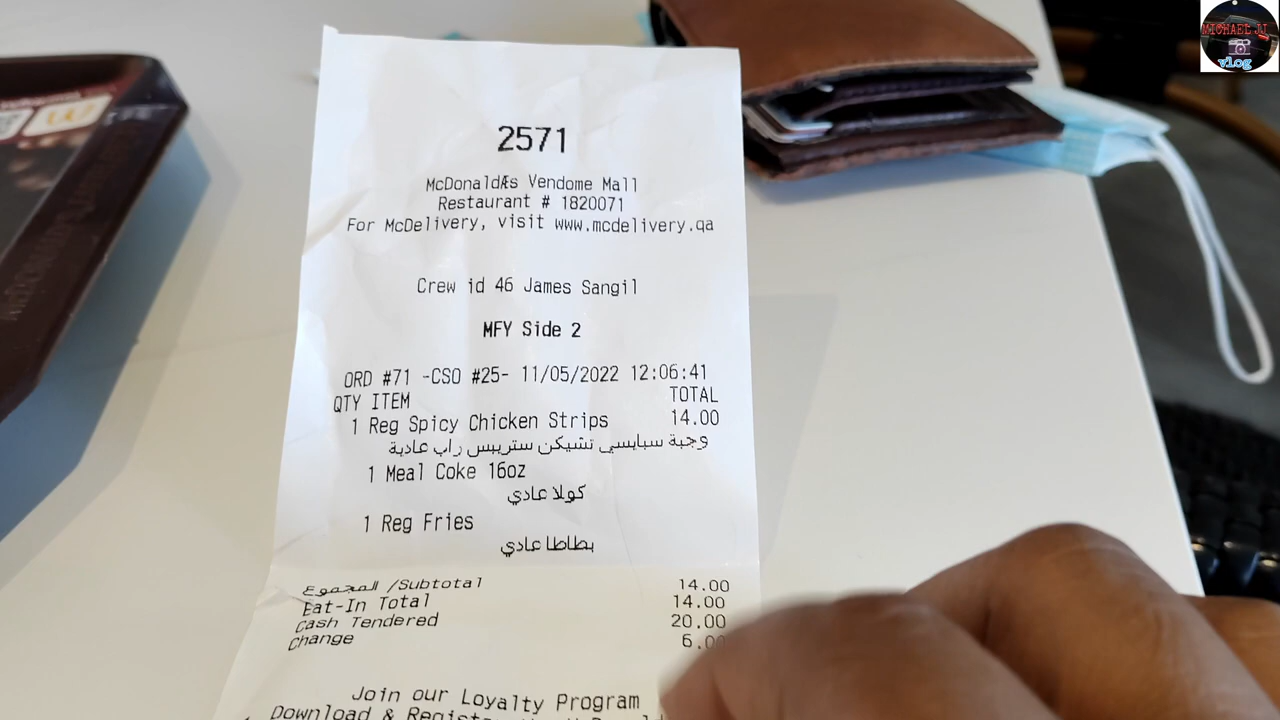 MICHAEL JJ
vlog
2571
McDonaldÆs Vendome Mall
Restaurant # 1820071
For McDelivery, visit www.mcdelivery.qa
Crew id 46 James Sangil
MFY Side 2
ORD #71 -CSO #25- 11/05/2022 12:06:41
QTY ITEM TOTAL
1 Reg Spicy Chicken Strips 14.00
وجبة سبايسي تشيكن ستريبس راب عادية
1 Meal Coke 16oz
كولا عادي
1 Reg Fries
بطاطا عادي
المجموع /Subtotal 14.00
Eat-In Total 14.00
Cash Tendered 20.00
Change 6.00
Join our Loyalty Program
Download &